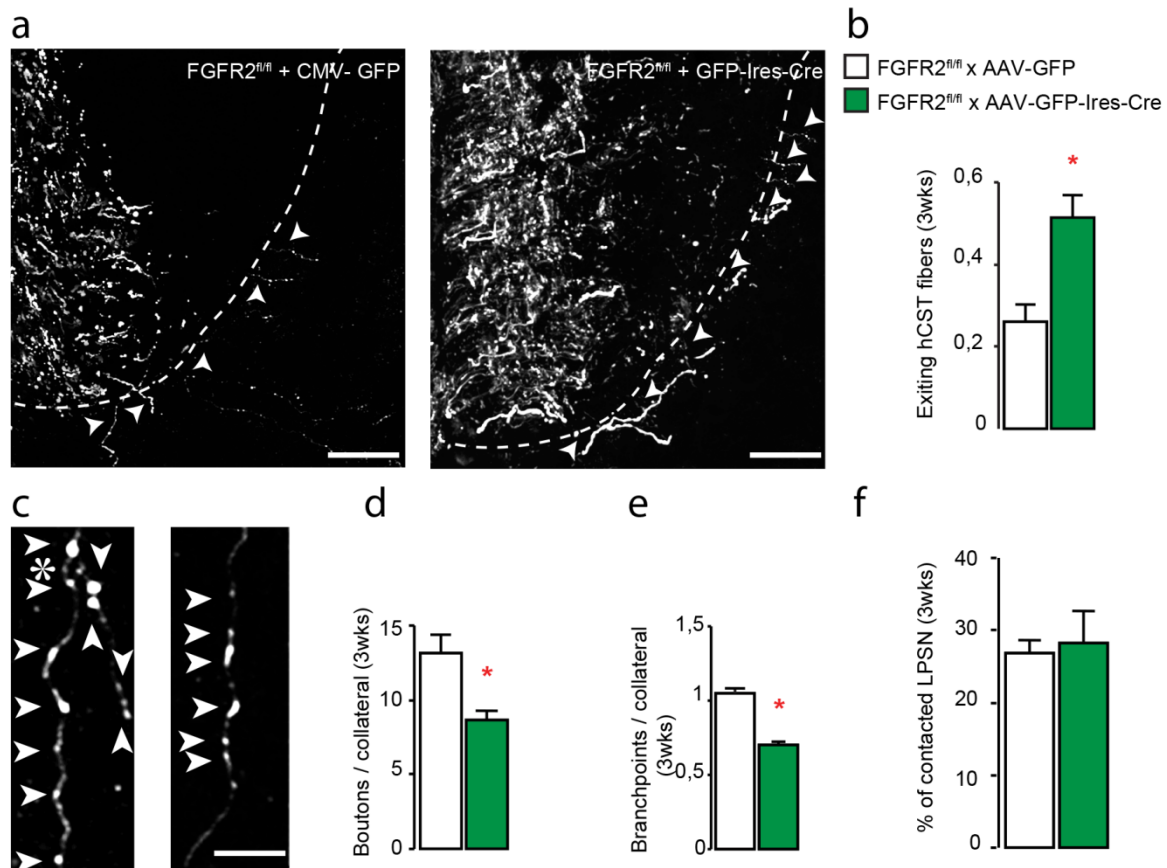 a
FGFR2fl/fl + CMV- GFP
FGFR2fl/fl + GFP-Ires-Cre
b
FGFR2fl/fl x AAV-GFP
FGFR2fl/fl x AAV-GFP-Ires-Cre
*
Exiting hCST fibers (3wks)
0,6
0,4
0,2
0
c
*
d
Boutons / collateral (3wks)
15
10
5
0
*
e
Branchpoints / collateral
(3wks)
1,5
1
0,5
0
*
f
% of contacted LPSN (3wks)
40
30
20
10
0